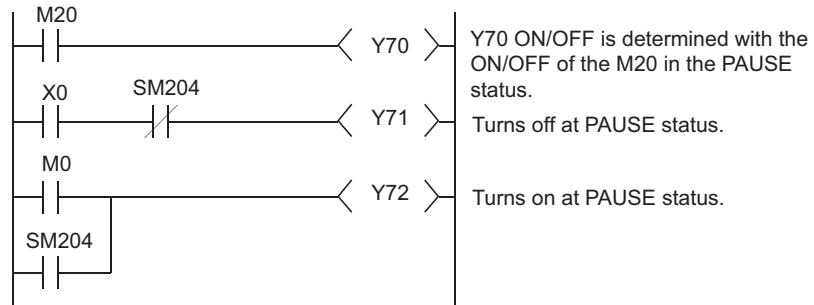 M20
Y70
Y70 ON/OFF is determined with the
ON/OFF of the M20 in the PAUSE
status.
X0
SM204
Y71
Turns off at PAUSE status.
M0
Y72
Turns on at PAUSE status.
SM204